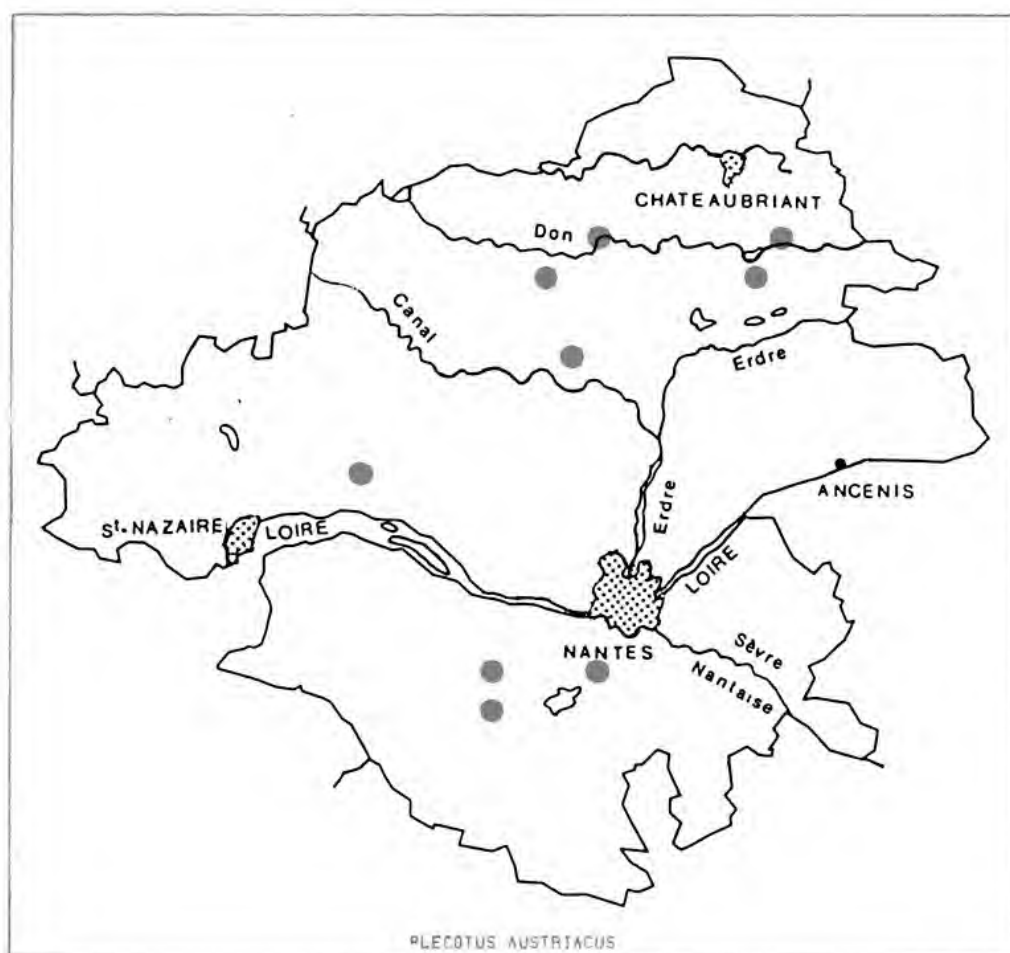 CHATEAUBRIANT
Don
Canal
Erdre
ANCENIS
Erdre
St.NAZAIRE
LOIRE
LOIRE
NANTES
Sèvre
Nantaise
PLECOTUS AUSTRIACUS